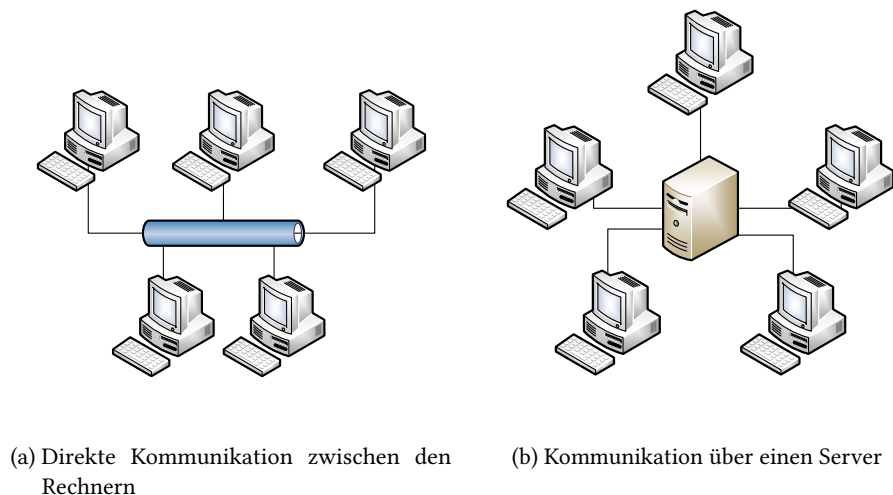 (a) Direkte Kommunikation zwischen den
Rechnern
(b) Kommunikation über einen Server